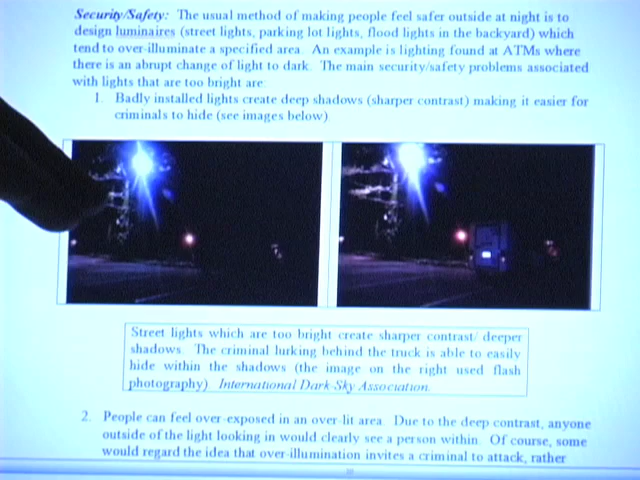 Security/Safety: The usual method of making people feel safer outside at night is to
design luminaires (street lights, parking lot lights, flood lights in the backyard) which
tend to over-illuminate a specified area. An example is lighting found at ATMs where
there is an abrupt change of light to dark. The main security/safety problems associated
with lights that are too bright are
1. Badly installed lights create deep shadows (sharper contrast) making it easier for
criminals to hide (see images below)
Street lights which are too bright create sharper contrast/ deeper
shadows. The criminal lurking behind the truck is able to easily
hide within the shadows (the image on the right used flash
photography). International Dark-Sky Association.
2. People can feel over-exposed in an over-lit area. Due to the deep contrast, anyone
outside of the light looking in would clearly see a person within. Of course, some
would regard the idea that over-illumination invites a criminal to attack, rather